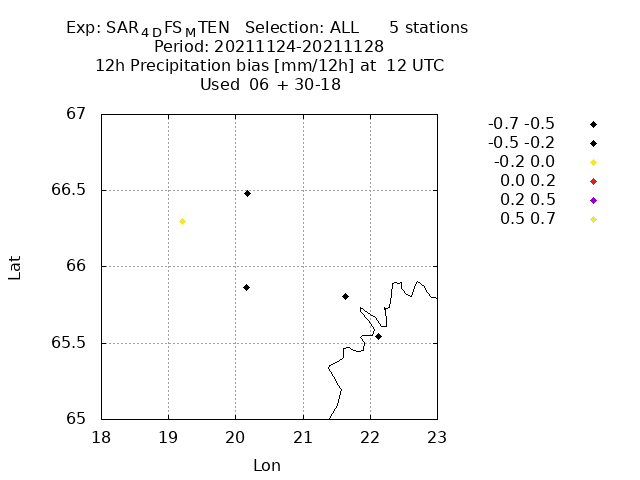 Exp: SAR4DFSMTEN Selection: ALL 5 stations
Period: 20211124-20211128
12h Precipitation bias [mm/12h] at 12 UTC
Used 06 + 30-18
67
66.5
66
65.5
65
18 19 20 21 22 23
Lat
Lon
-0.7 -0.5
-0.5 -0.2
-0.2 0.0
0.0 0.2
0.2 0.5
0.5 0.7